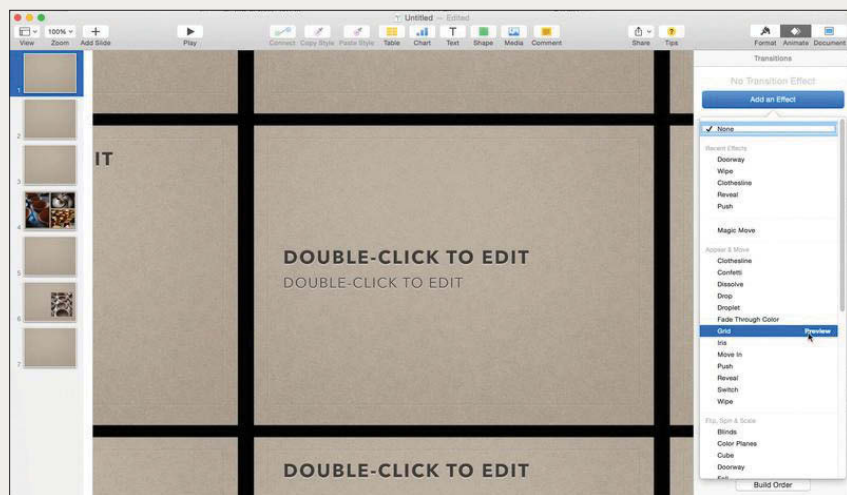 Untitled — Edited
100%
View Zoom Add Slide Play Connect Copy Style Paste Style Table Chart Text Shape Media Comment Share Tips Format Animate Document
Transitions
No Transition Effect
Add an Effect
✓ None
Recent Effects
Doorway
Wipe
Clothesline
Reveal
Push
Magic Move
Appear & Move
Clothesline
Confetti
Dissolve
Drop
Droplet
Fade Through Color
Grid Preview
Iris
Move In
Push
Reveal
Switch
Wipe
Flip, Spin & Scale
Blinds
Color Planes
Cube
Doorway
Build Order
1
2
3
4
5
6
7
IT
DOUBLE-CLICK TO EDIT
DOUBLE-CLICK TO EDIT
DOUBLE-CLICK TO EDIT